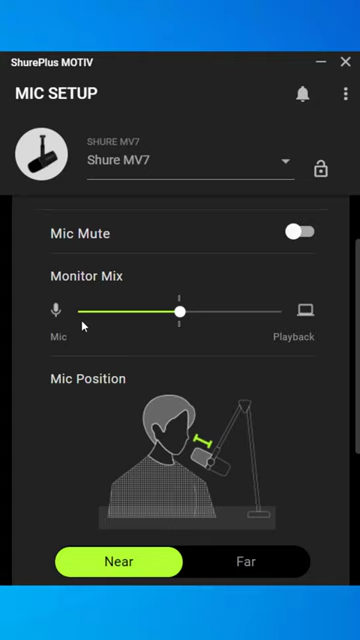 ShurePlus MOTIV
MIC SETUP
SHURE MV7
Shure MV7
Mic Mute
Monitor Mix
Mic
Playback
Mic Position
Near
Far